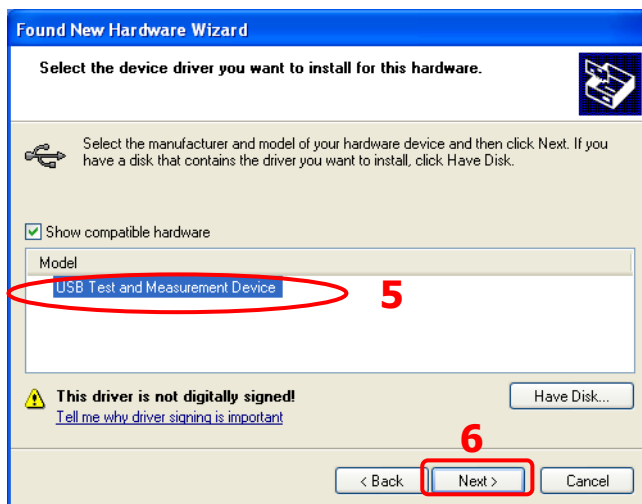 Found New Hardware Wizard
Select the device driver you want to install for this hardware.
Select the manufacturer and model of your hardware device and then click Next. If you
have a disk that contains the driver you want to install, click Have Disk.
Show compatible hardware
Model
USB Test and Measurement Device
5
This driver is not digitally signed!
Have Disk...
Tell me why driver signing is important
6
< Back
Next >
Cancel